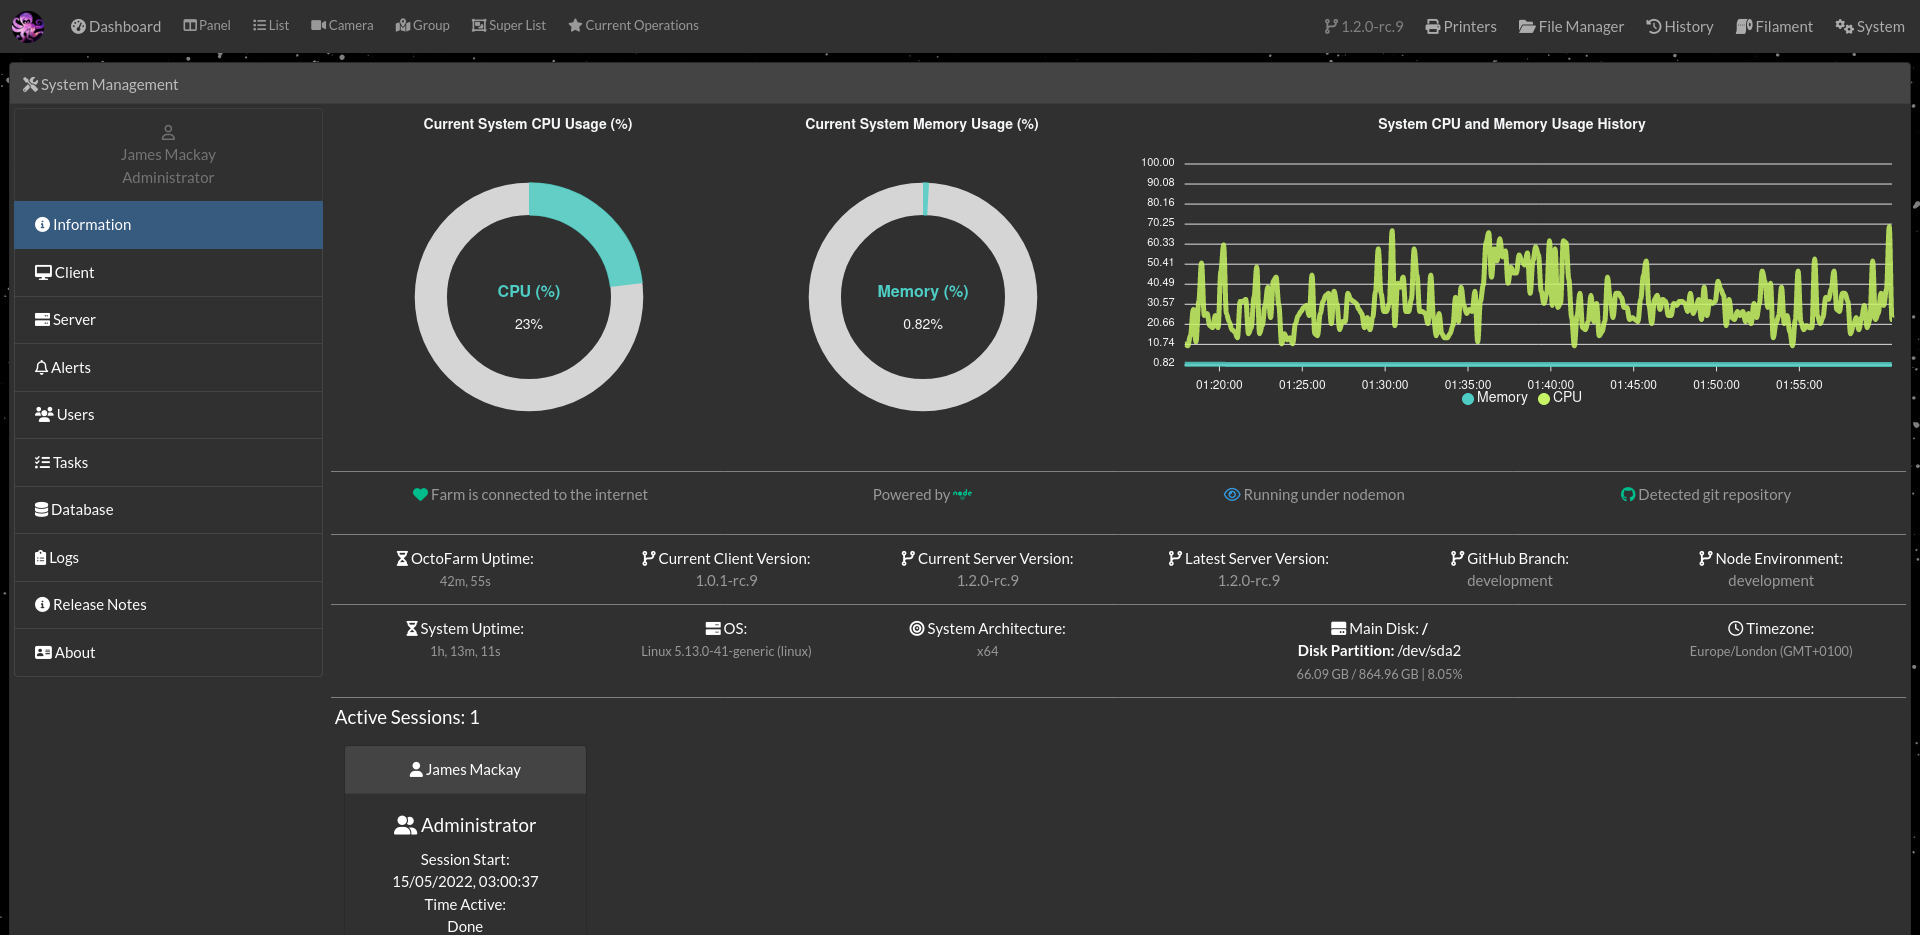 Dashboard Panel List Camera Group Super List Current Operations 1.2.0-rc.9 Printers File Manager History Filament System
System Management
James Mackay
Administrator
Information
Client
Server
Alerts
Users
Tasks
Database
Logs
Release Notes
About
Current System CPU Usage (%)
CPU (%)
23%
Current System Memory Usage (%)
Memory (%)
0.82%
System CPU and Memory Usage History
100.00
90.08
80.16
70.25
60.33
50.41
40.49
30.57
20.66
10.74
0.82
01:20:00 01:25:00 01:30:00 01:35:00 01:40:00 01:45:00 01:50:00 01:55:00
Memory CPU
Farm is connected to the internet Powered by node Running under nodemon Detected git repository
OctoFarm Uptime: Current Client Version: Current Server Version: Latest Server Version: GitHub Branch: Node Environment:
42m, 55s 1.0.1-rc.9 1.2.0-rc.9 1.2.0-rc.9 development development
System Uptime: OS: System Architecture: Main Disk: / Timezone:
1h, 13m, 11s Linux 5.13.0-41-generic (linux) x64 Disk Partition: /dev/sda2 Europe/London (GMT+0100)
66.09 GB / 864.96 GB | 8.05%
Active Sessions: 1
James Mackay
Administrator
Session Start:
15/05/2022, 03:00:37
Time Active:
Done